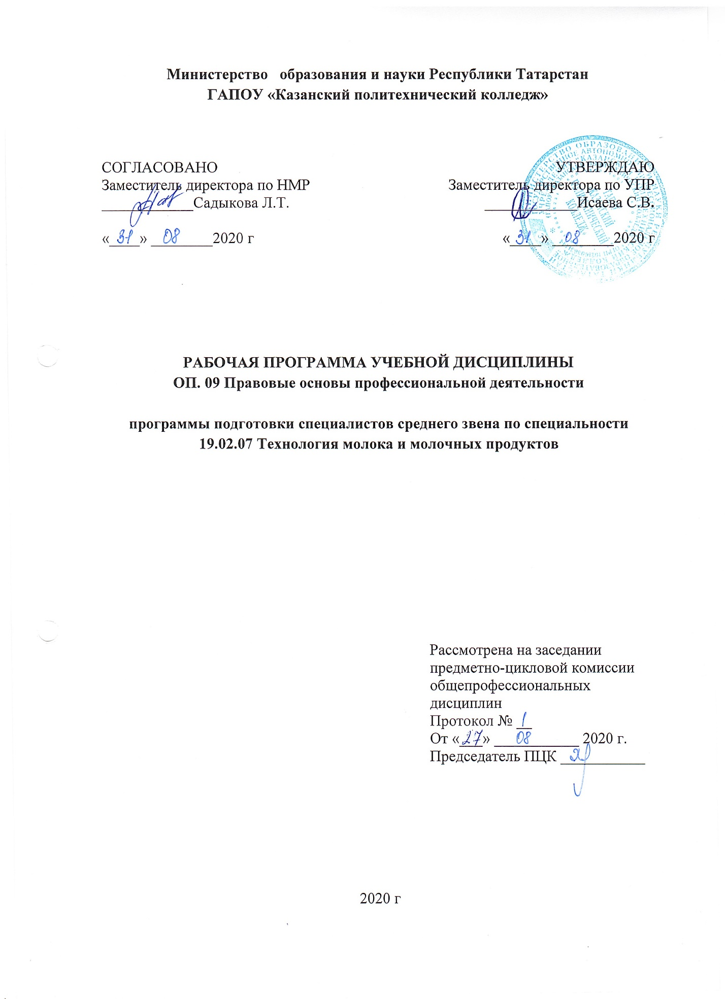 Министерство образования и науки Республики Татарстан
ГАПОУ «Казанский политехнический колледж»
СОГЛАСОВАНО
Заместитель директора по НМР
____________Садыкова Л.Т.
«31» 08 2020 г
УТВЕРЖДАЮ
Заместитель директора по УПР
____________Исаева С.В.
«31» 08 2020 г
РАБОЧАЯ ПРОГРАММА УЧЕБНОЙ ДИСЦИПЛИНЫ
ОП. 09 Правовые основы профессиональной деятельности
программы подготовки специалистов среднего звена по специальности
19.02.07 Технология молока и молочных продуктов
Рассмотрена на заседании
предметно-цикловой комиссии
общепрофессиональных
дисциплин
Протокол № 1
От «27» 08 2020 г.
Председатель ПЦК ___________
2020 г